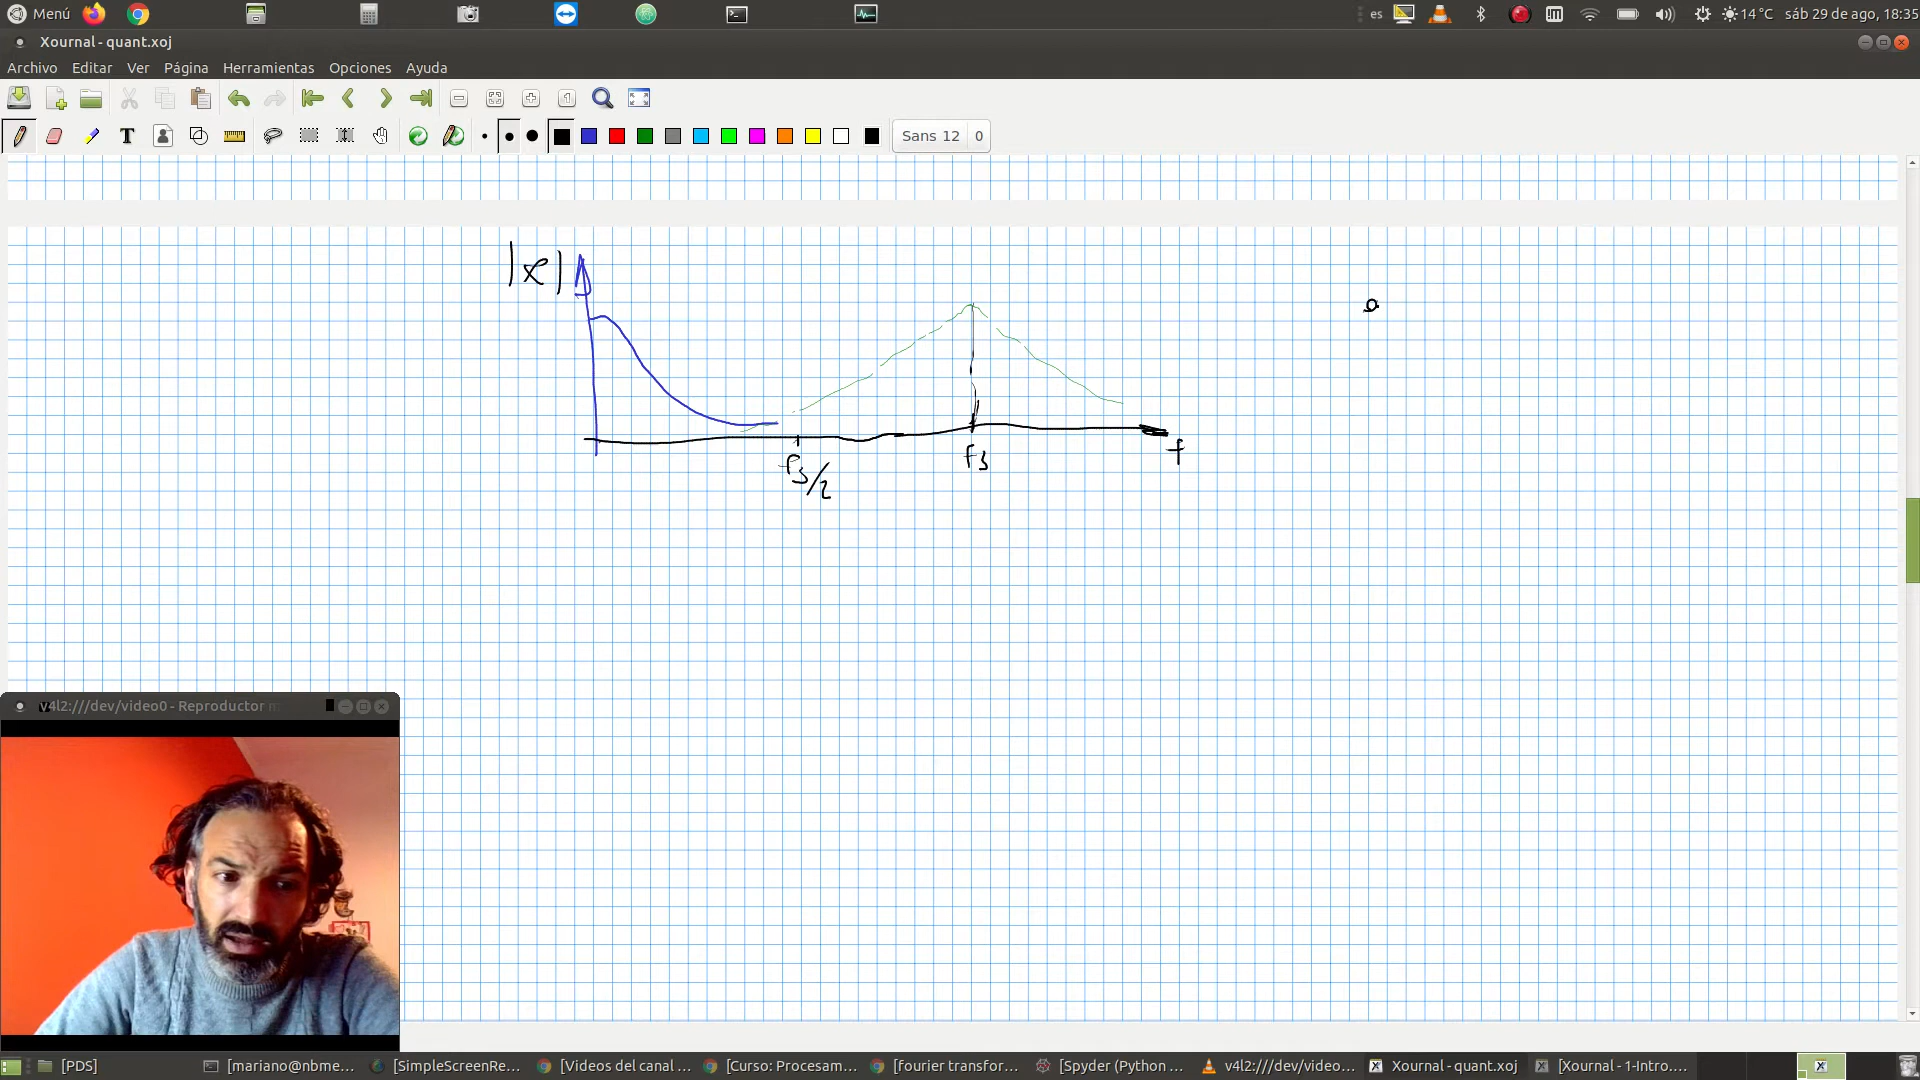 Menú
es
14 °C
sáb 29 de ago, 18:35
Xournal - quant.xoj
Archivo Editar Ver Página Herramientas Opciones Ayuda
Sans 12 0
|X|
fs/2
fs
f
v4l2:///dev/video0 - Reproductor m
[PDS]
[mariano@nbme...
[SimpleScreenRe...
[Videos del canal ...
[Curso: Procesam...
[fourier transfor...
[Spyder (Python ...
v4l2:///dev/video...
Xournal - quant.xoj
[Xournal - 1-Intro....